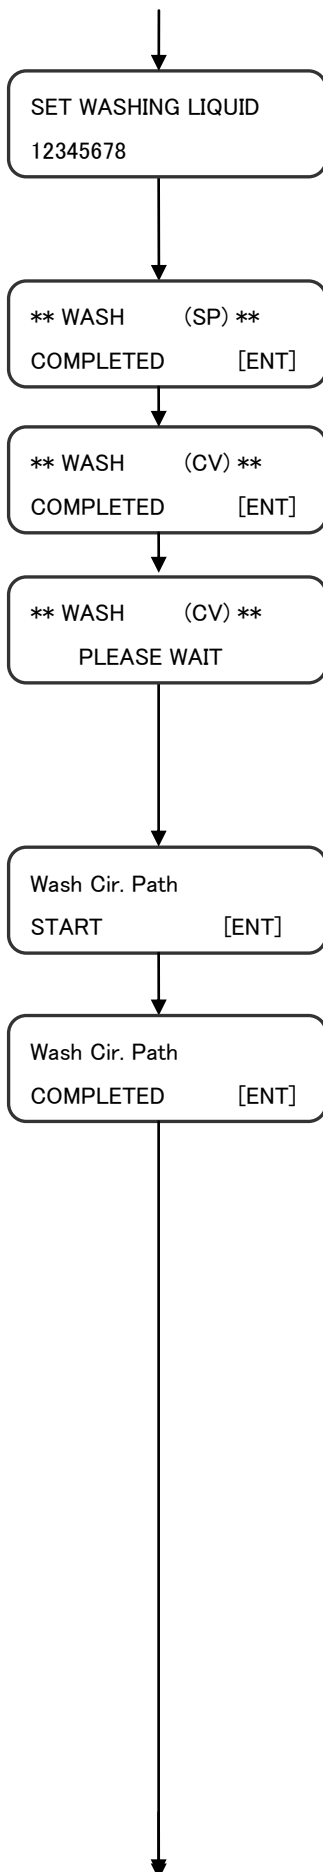 SET WASHING LIQUID
12345678
** WASH (SP) **
COMPLETED [ENT]
** WASH (CV) **
COMPLETED [ENT]
** WASH (CV) **
PLEASE WAIT
Wash Cir. Path
START [ENT]
Wash Cir. Path
COMPLETED [ENT]